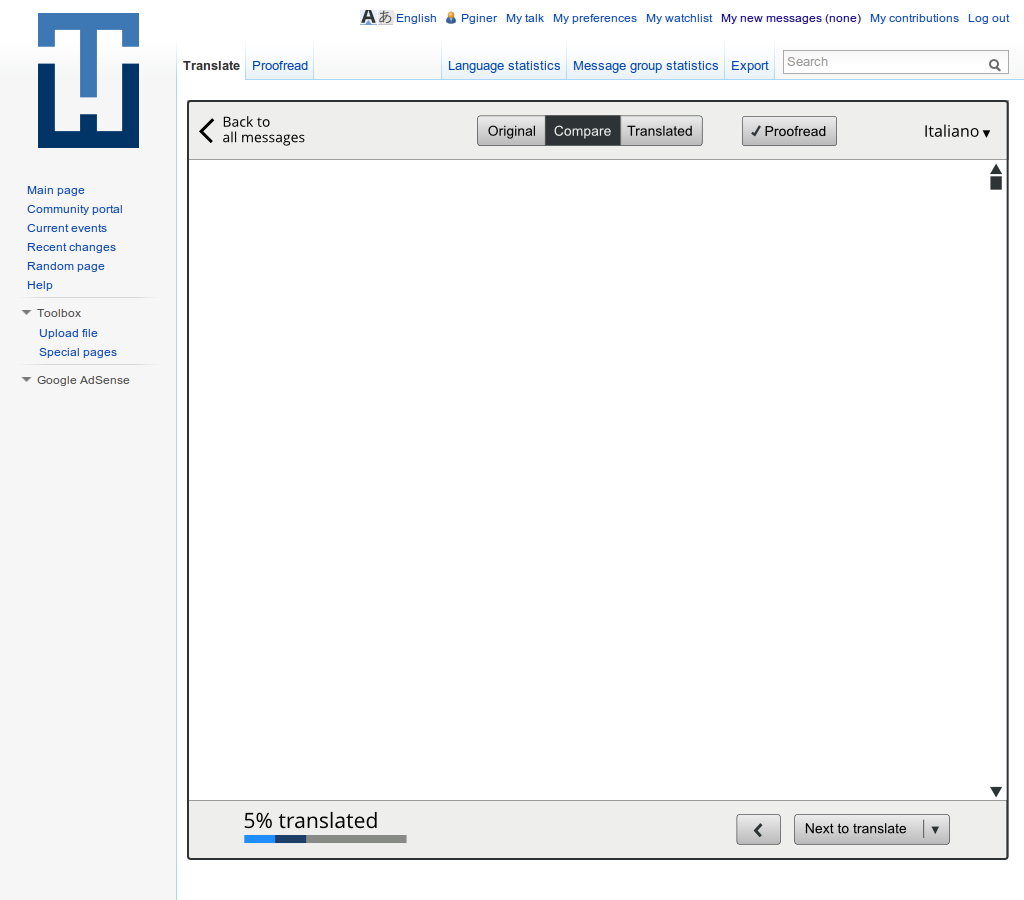 Aあ English Pginer My talk My preferences My watchlist My new messages (none) My contributions Log out
Translate Proofread Language statistics Message group statistics Export Search
Back to
all messages
Original Compare Translated ✓ Proofread Italiano ▾
Main page
Community portal
Current events
Recent changes
Random page
Help
Toolbox
Upload file
Special pages
Google AdSense
5% translated
Next to translate